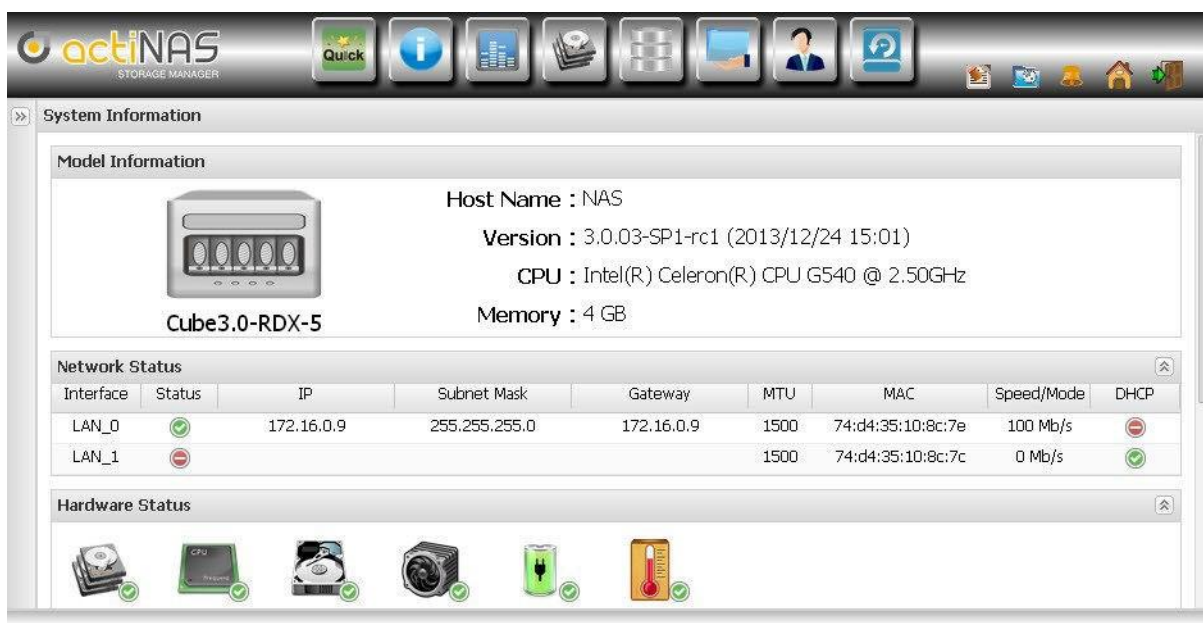 actiNAS
STORAGE MANAGER
Quick
System Information
Model Information
Host Name : NAS
Version : 3.0.03-SP1-rc1 (2013/12/24 15:01)
CPU : Intel(R) Celeron(R) CPU G540 @ 2.50GHz
Memory : 4 GB
Cube3.0-RDX-5
Network Status
Interface Status IP Subnet Mask Gateway MTU MAC Speed/Mode DHCP
LAN_0 172.16.0.9 255.255.255.0 172.16.0.9 1500 74:d4:35:10:8c:7e 100 Mb/s
LAN_1 1500 74:d4:35:10:8c:7c 0 Mb/s
Hardware Status
CPU